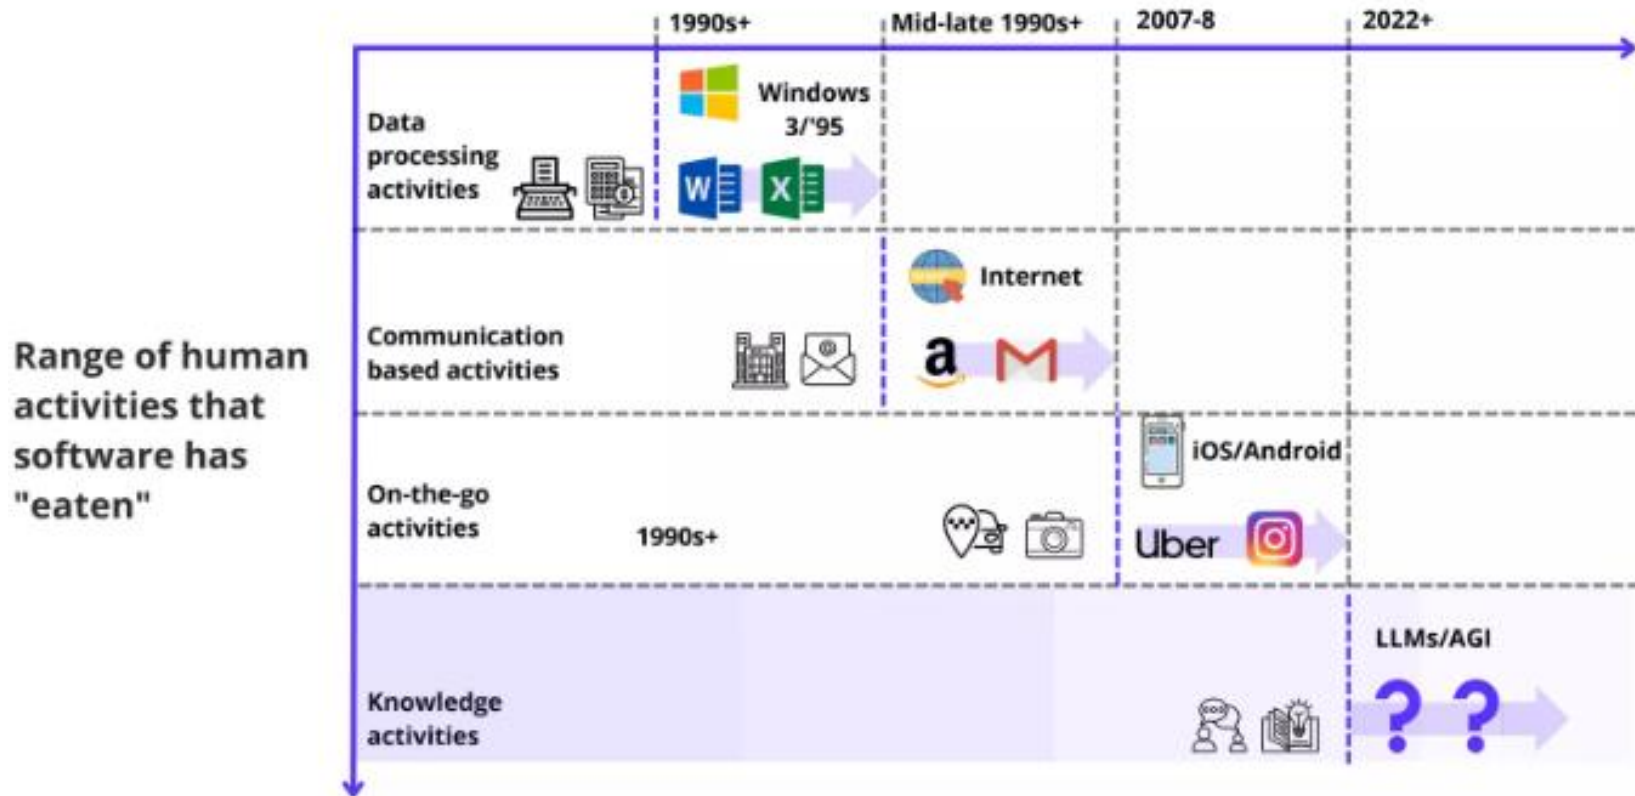 1990s+
Mid-late 1990s+
2007-8
2022+
Data
processing
activities
Windows
3/'95
W
X
Communication
based activities
Internet
a
On-the-go
activities
1990s+
iOS/Android
Uber
Knowledge
activities
LLMs/AGI
? ?
Range of human
activities that
software has
"eaten"